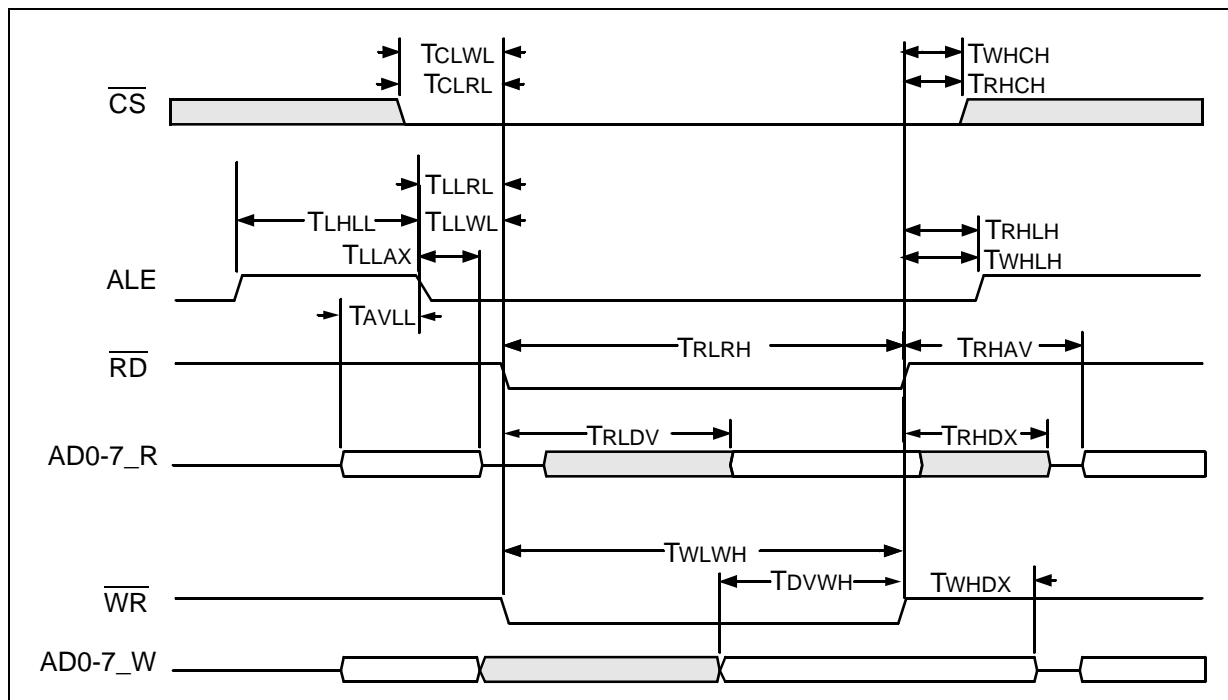 TCLWL TWHCH
TCLRL TRHCH
CS
TLLRL
TLHLL TLLWL TRHLH
TLLAX TWHLH
ALE
TAVLL
TRLRH TRHAV
RD
TRLDV TRHDX
AD0-7_R
TWLWH
TDVWH TWHDX
WR
AD0-7_W